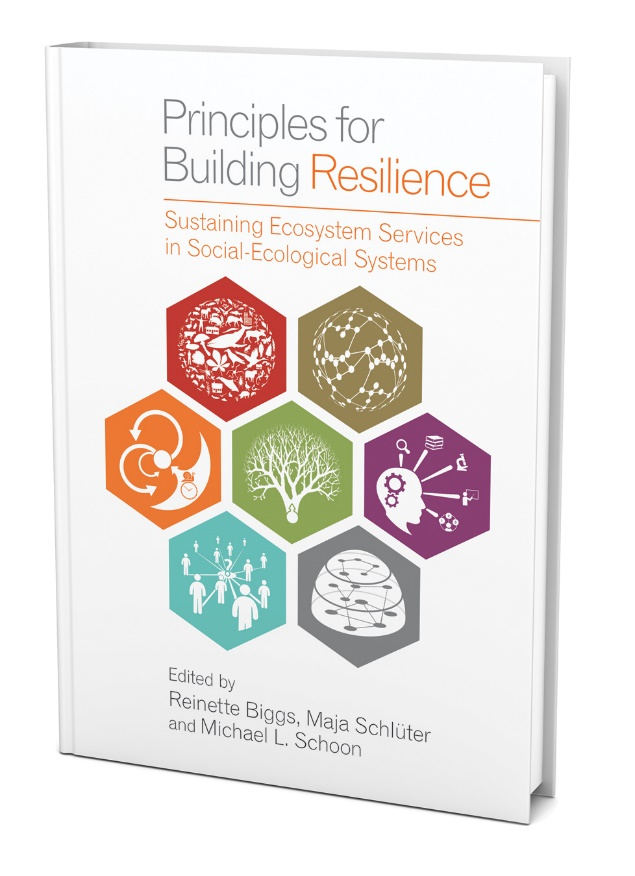 Principles for
Building Resilience
Sustaining Ecosystem Services
in Social-Ecological Systems
Edited by
Reinette Biggs, Maja Schlüter
and Michael L. Schoon